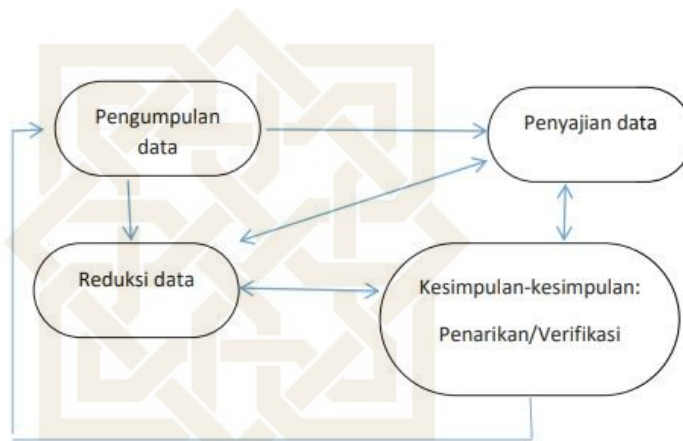 Pengumpulan
data
Penyajian data
Reduksi data
Kesimpulan-kesimpulan:
Penarikan/Verifikasi